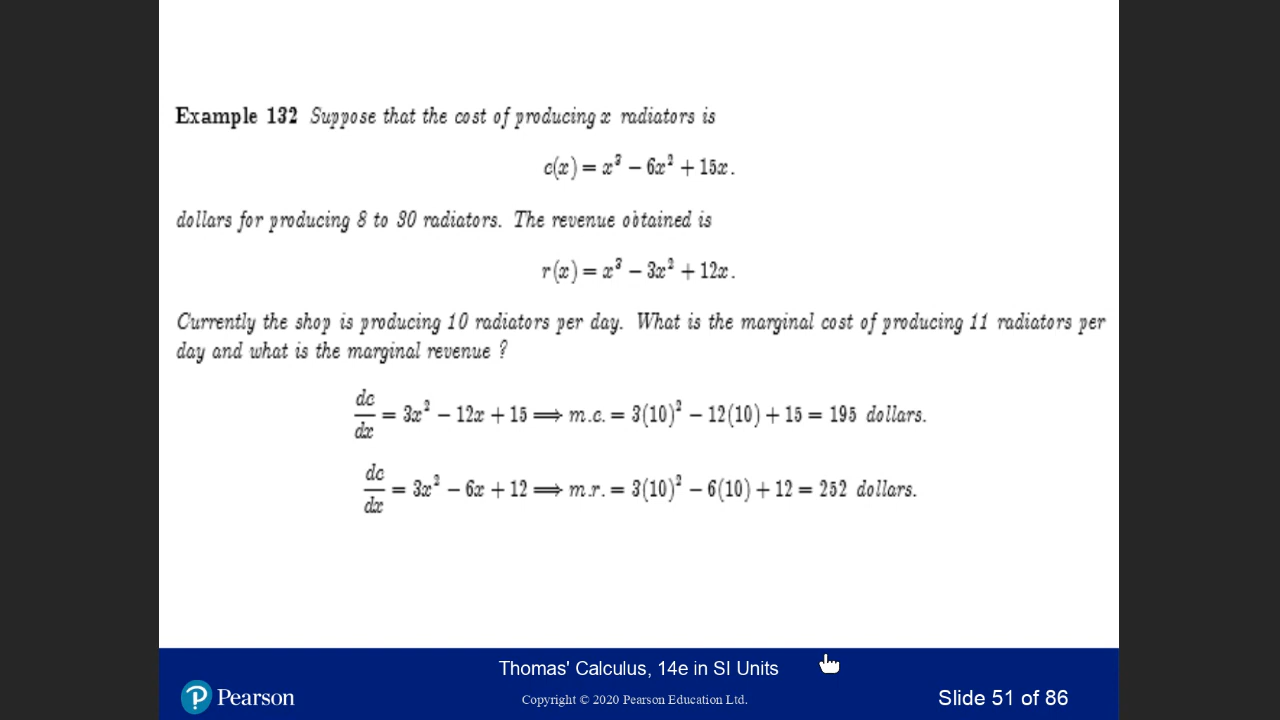 Example 132 Suppose that the cost of producing x radiators is
c(x) = x³ − 6x² + 15x.
dollars for producing 8 to 30 radiators. The revenue obtained is
r(x) = x³ − 3x² + 12x.
Currently the shop is producing 10 radiators per day. What is the marginal cost of producing 11 radiators per
day and what is the marginal revenue ?
dc/dx = 3x² − 12x + 15 ⟹ m.c. = 3(10)² − 12(10) + 15 = 195 dollars.
dc/dx = 3x² − 6x + 12 ⟹ m.r. = 3(10)² − 6(10) + 12 = 252 dollars.
Thomas' Calculus, 14e in SI Units
P Pearson
Copyright © 2020 Pearson Education Ltd.
Slide 51 of 86